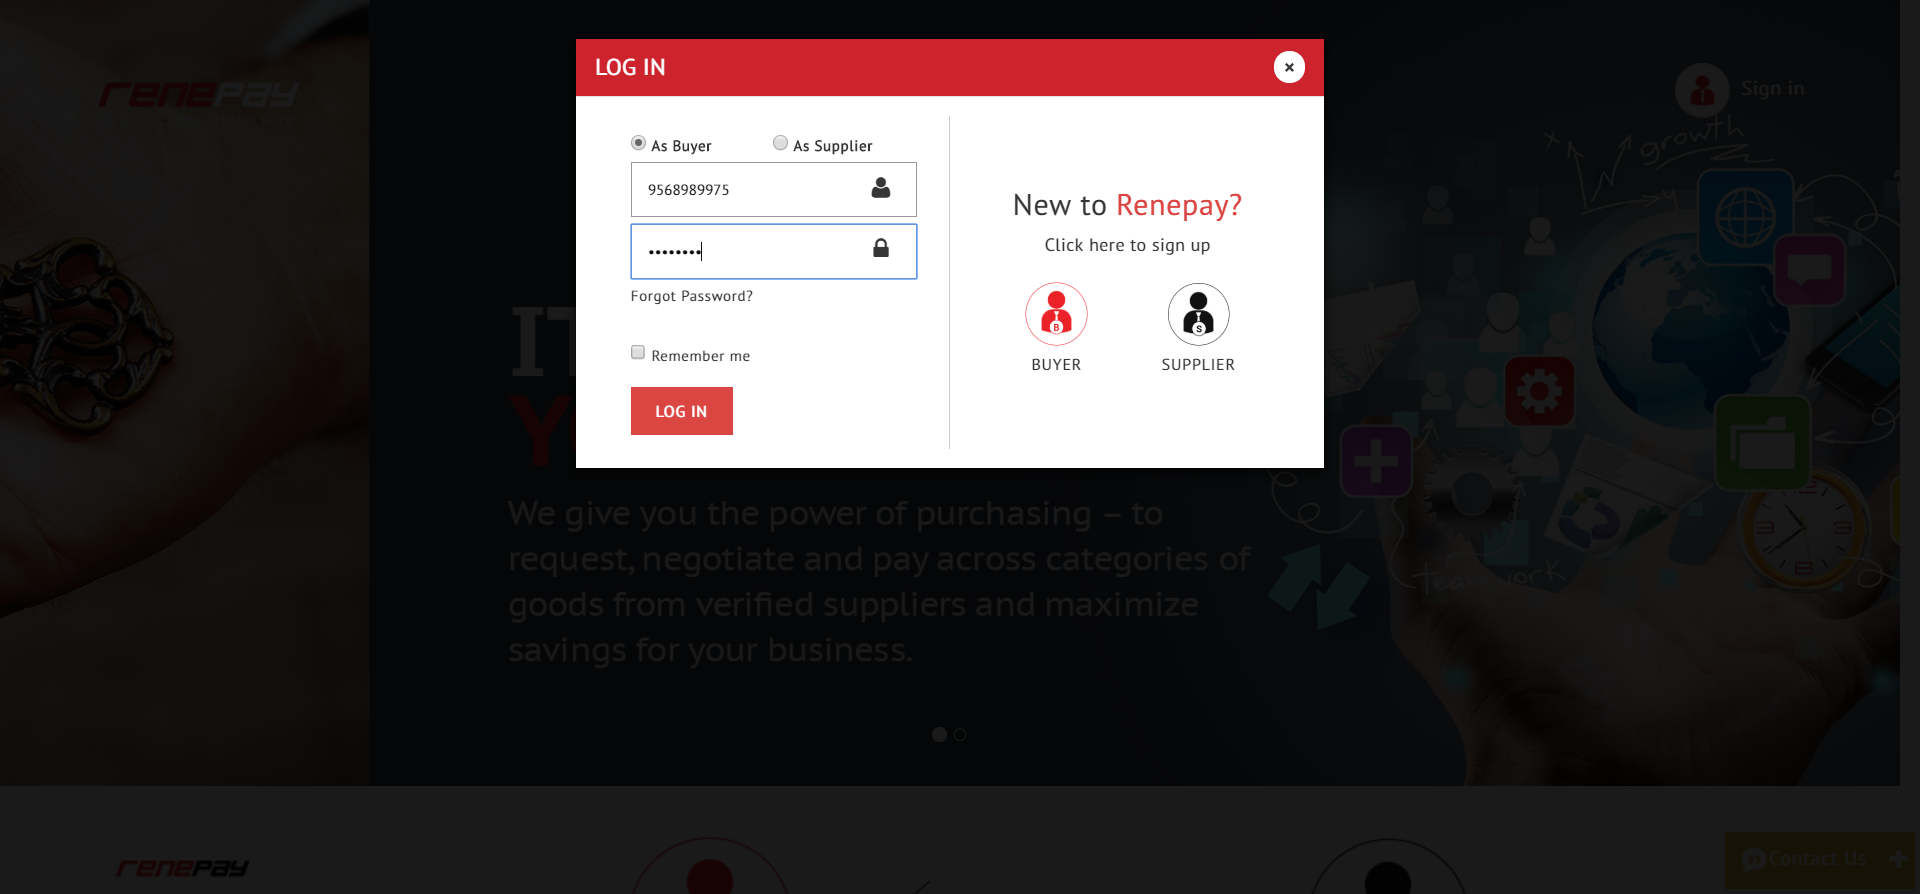 LOG IN
renepay
Sign in
As Buyer
As Supplier
9568989975
••••••••
Forgot Password?
Remember me
LOG IN
New to Renepay?
Click here to sign up
B
S
BUYER
SUPPLIER
growth
We give you the power of purchasing – to
request, negotiate and pay across categories of
goods from verified suppliers and maximize
savings for your business.
teamwork
renepay
Contact Us